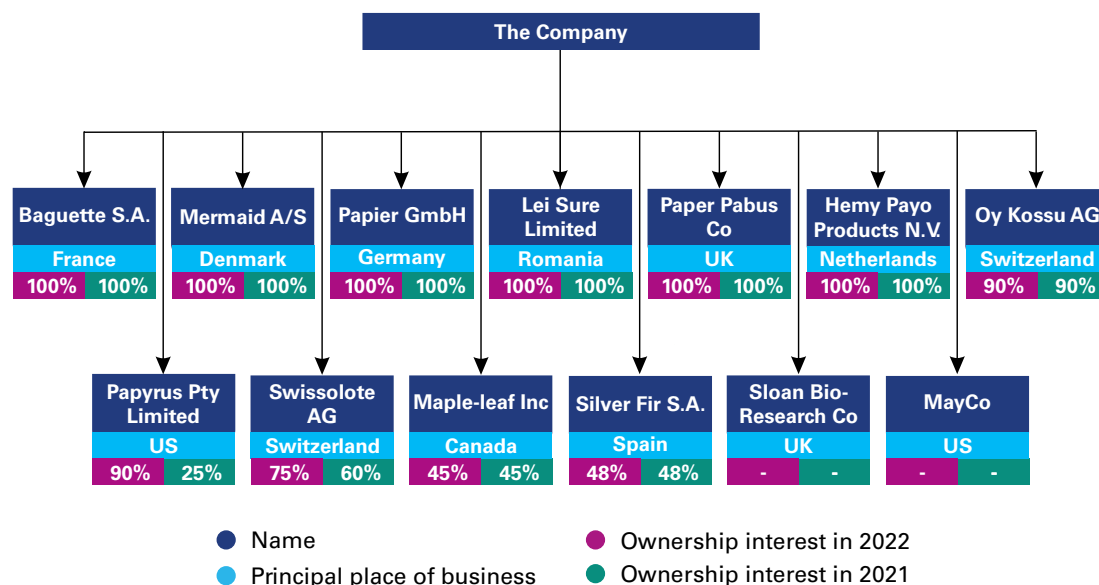 The Company
Baguette S.A.
France
100% 100%
Mermaid A/S
Denmark
100% 100%
Papier GmbH
Germany
100% 100%
Lei Sure
Limited
Romania
100% 100%
Paper Pabus
Co
UK
100% 100%
Hemy Payo
Products N.V.
Netherlands
100% 100%
Oy Kossu AG
Switzerland
90% 90%
Papyrus Pty
Limited
US
90% 25%
Swissolote
AG
Switzerland
75% 60%
Maple-leaf Inc
Canada
45% 45%
Silver Fir S.A.
Spain
48% 48%
Sloan Bio-
Research Co
UK
- -
MayCo
US
- -
Name
Principal place of business
Ownership interest in 2022
Ownership interest in 2021